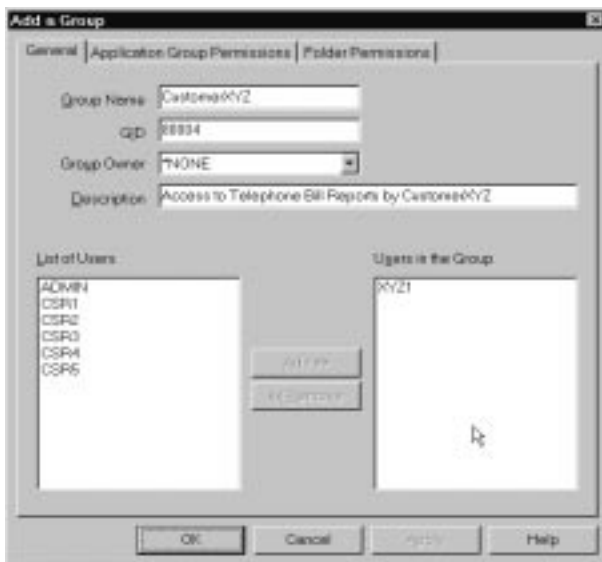 Add a Group
General Application Group Permissions Folder Permissions
Group Name CustomerXYZ
GID
Group Owner *NONE
Description Access to Telephone Bill Reports by CustomerXYZ
List of Users Users in the Group
ADMIN XYZ1
CSR1
CSR2
CSR3
CSR4
CSR5
OK Cancel Apply Help